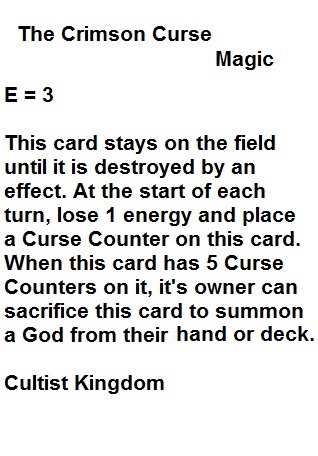 The Crimson Curse
Magic
E = 3
This card stays on the field
until it is destroyed by an
effect. At the start of each
turn, lose 1 energy and place
a Curse Counter on this card.
When this card has 5 Curse
Counters on it, it's owner can
sacrifice this card to summon
a God from their hand or deck.
Cultist Kingdom